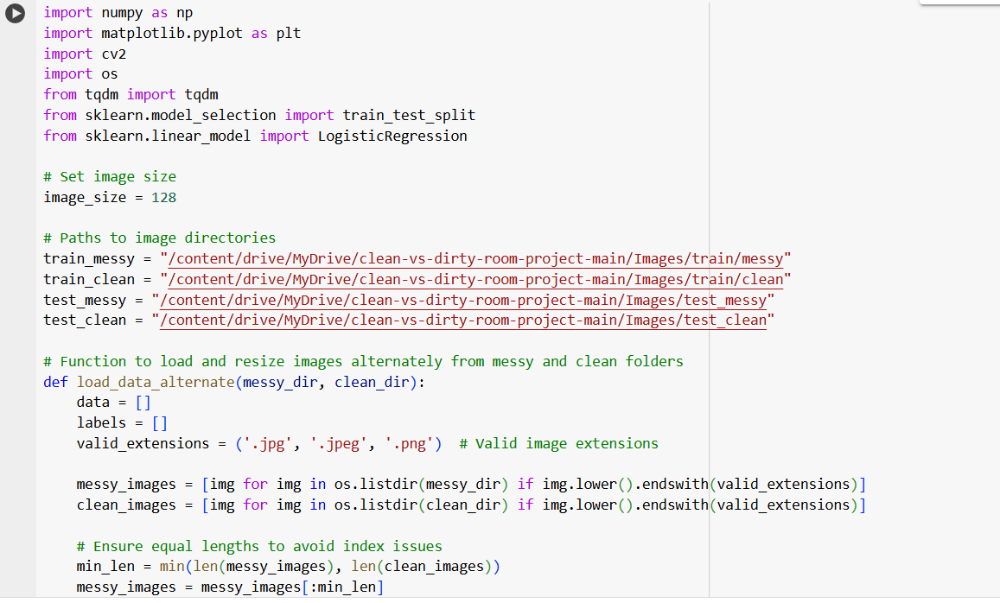 import numpy as np
import matplotlib.pyplot as plt
import cv2
import os
from tqdm import tqdm
from sklearn.model_selection import train_test_split
from sklearn.linear_model import LogisticRegression

# Set image size
image_size = 128

# Paths to image directories
train_messy = "/content/drive/MyDrive/clean-vs-dirty-room-project-main/Images/train/messy"
train_clean = "/content/drive/MyDrive/clean-vs-dirty-room-project-main/Images/train/clean"
test_messy = "/content/drive/MyDrive/clean-vs-dirty-room-project-main/Images/test_messy"
test_clean = "/content/drive/MyDrive/clean-vs-dirty-room-project-main/Images/test_clean"

# Function to load and resize images alternately from messy and clean folders
def load_data_alternate(messy_dir, clean_dir):
    data = []
    labels = []
    valid_extensions = ('.jpg', '.jpeg', '.png')  # Valid image extensions

    messy_images = [img for img in os.listdir(messy_dir) if img.lower().endswith(valid_extensions)]
    clean_images = [img for img in os.listdir(clean_dir) if img.lower().endswith(valid_extensions)]

    # Ensure equal lengths to avoid index issues
    min_len = min(len(messy_images), len(clean_images))
    messy_images = messy_images[:min_len]